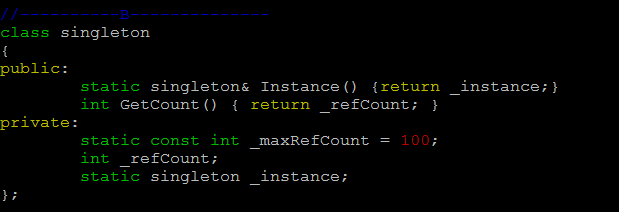 //----------E--------------
class singleton
{
public:
        static singleton& Instance() {return _instance;}
        int GetCount() { return _refCount; }
private:
        static const int _maxRefCount = 100;
        int _refCount;
        static singleton _instance;
};